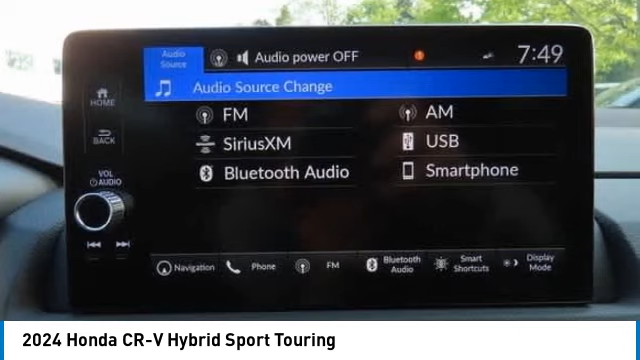 Audio Source
Audio power OFF
7:49
HOME
BACK
VOL
AUDIO
Audio Source Change
FM
AM
SiriusXM
USB
Bluetooth Audio
Smartphone
Navigation
Phone
FM
Bluetooth Audio
Smart Shortcuts
Display Mode
2024 Honda CR-V Hybrid Sport Touring